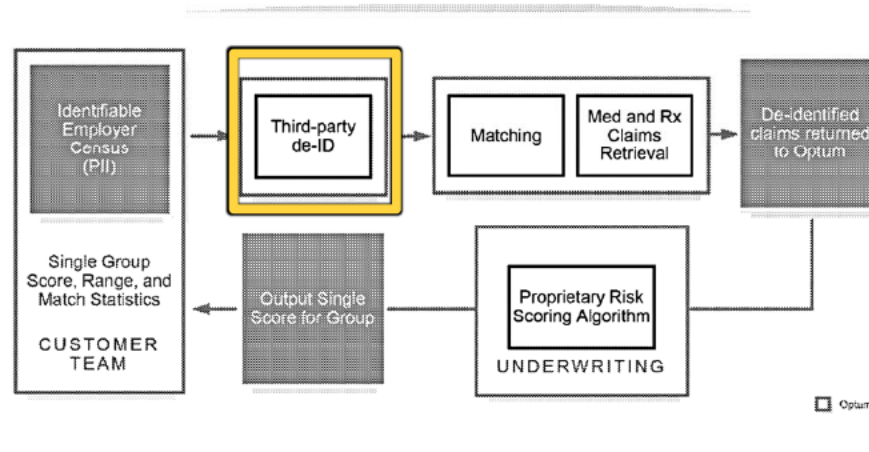 Identifiable
Employer
Census
(PII)
Third-party
de-ID
Matching
Med and Rx
Claims
Retrieval
De-identified
claims returned
to Optum
Single Group
Score, Range, and
Match Statistics
CUSTOMER
TEAM
Output Single
Score for Group
Proprietary Risk
Scoring Algorithm
UNDERWRITING
Optum